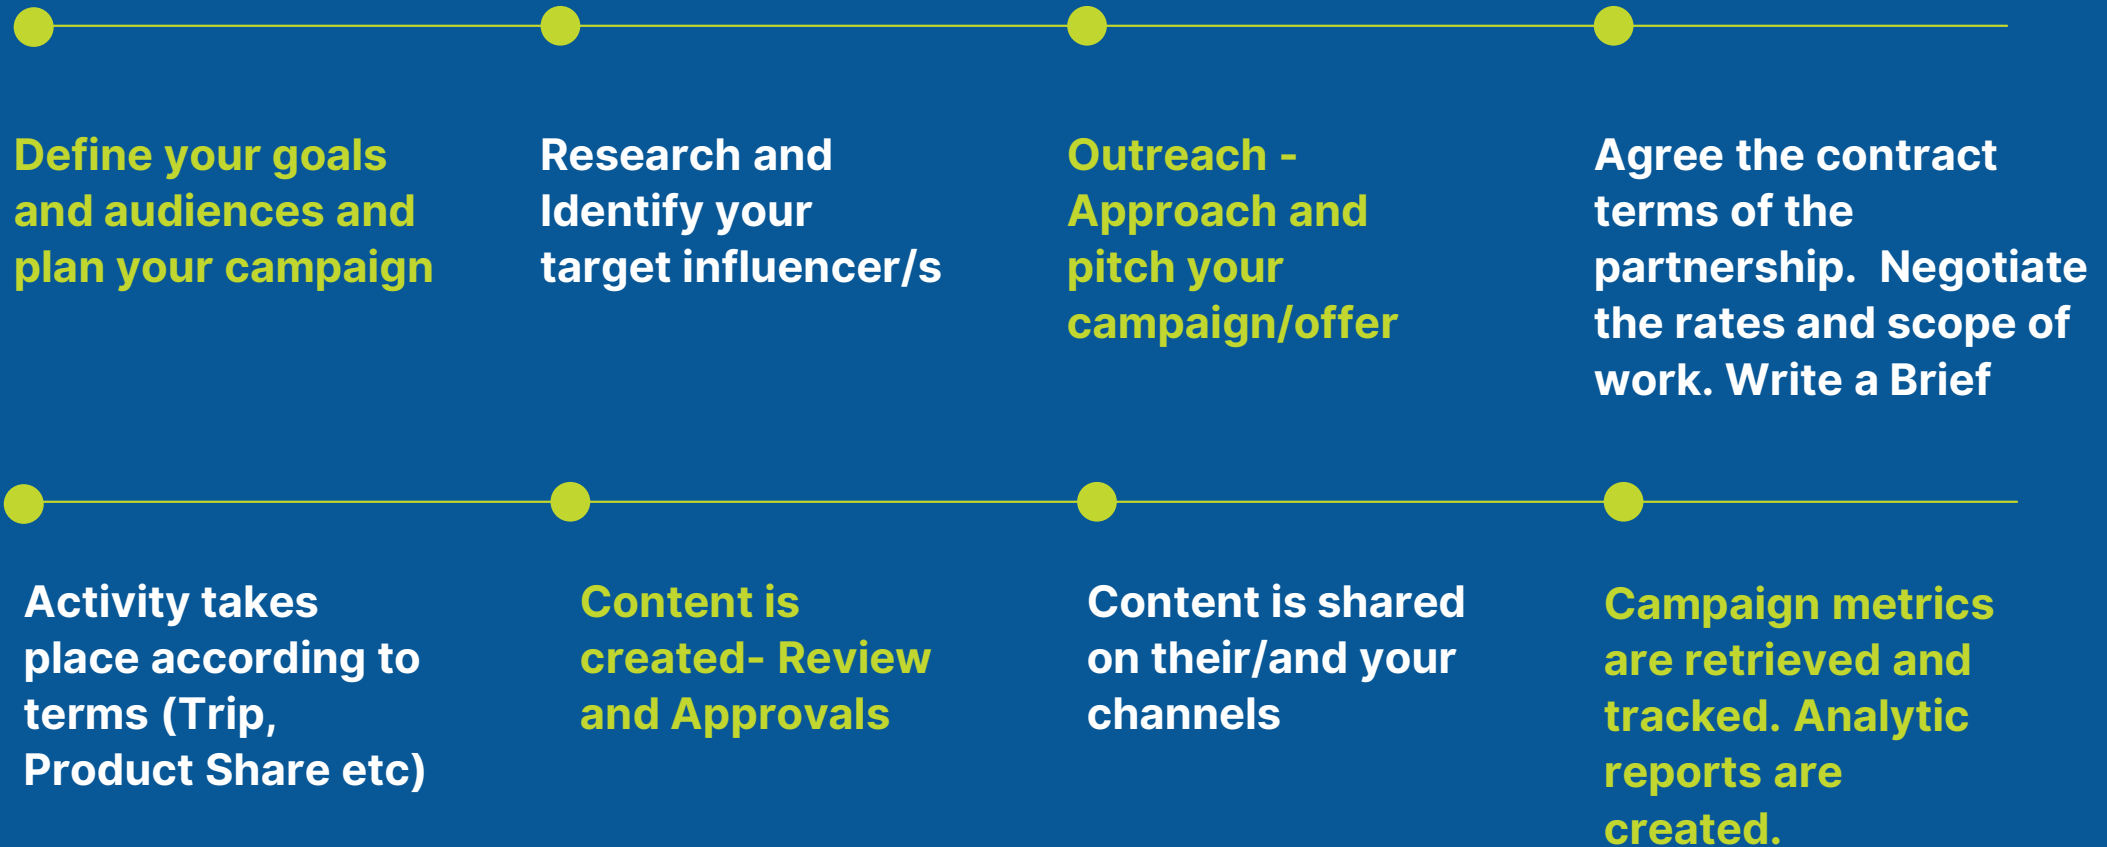 Define your goals
and audiences and
plan your campaign
Research and
Identify your
target influencer/s
Outreach -
Approach and
pitch your
campaign/offer
Agree the contract
terms of the
partnership.  Negotiate
the rates and scope of
work. Write a Brief
Activity takes
place according to
terms (Trip,
Product Share etc)
Content is
created- Review
and Approvals
Content is shared
on their/and your
channels
Campaign metrics
are retrieved and
tracked. Analytic
reports are
created.